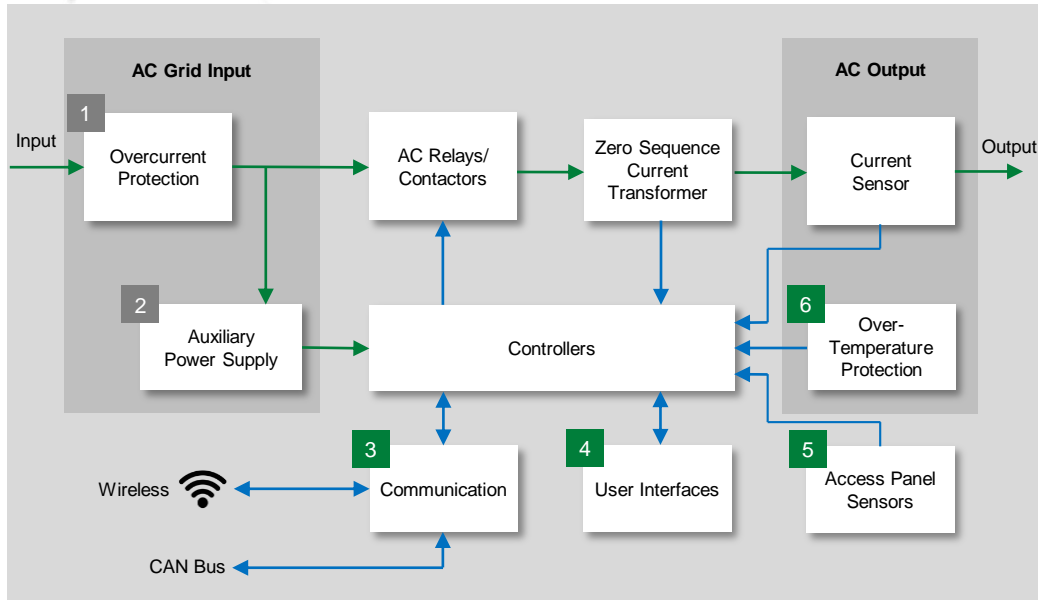 AC Grid Input
AC Output
1
Input
Overcurrent
Protection
AC Relays/
Contactors
Zero Sequence
Current
Transformer
Current
Sensor
Output
2
Auxiliary
Power Supply
Controllers
6
Over-
Temperature
Protection
3
Communication
4
User Interfaces
5
Access Panel
Sensors
Wireless
CAN Bus